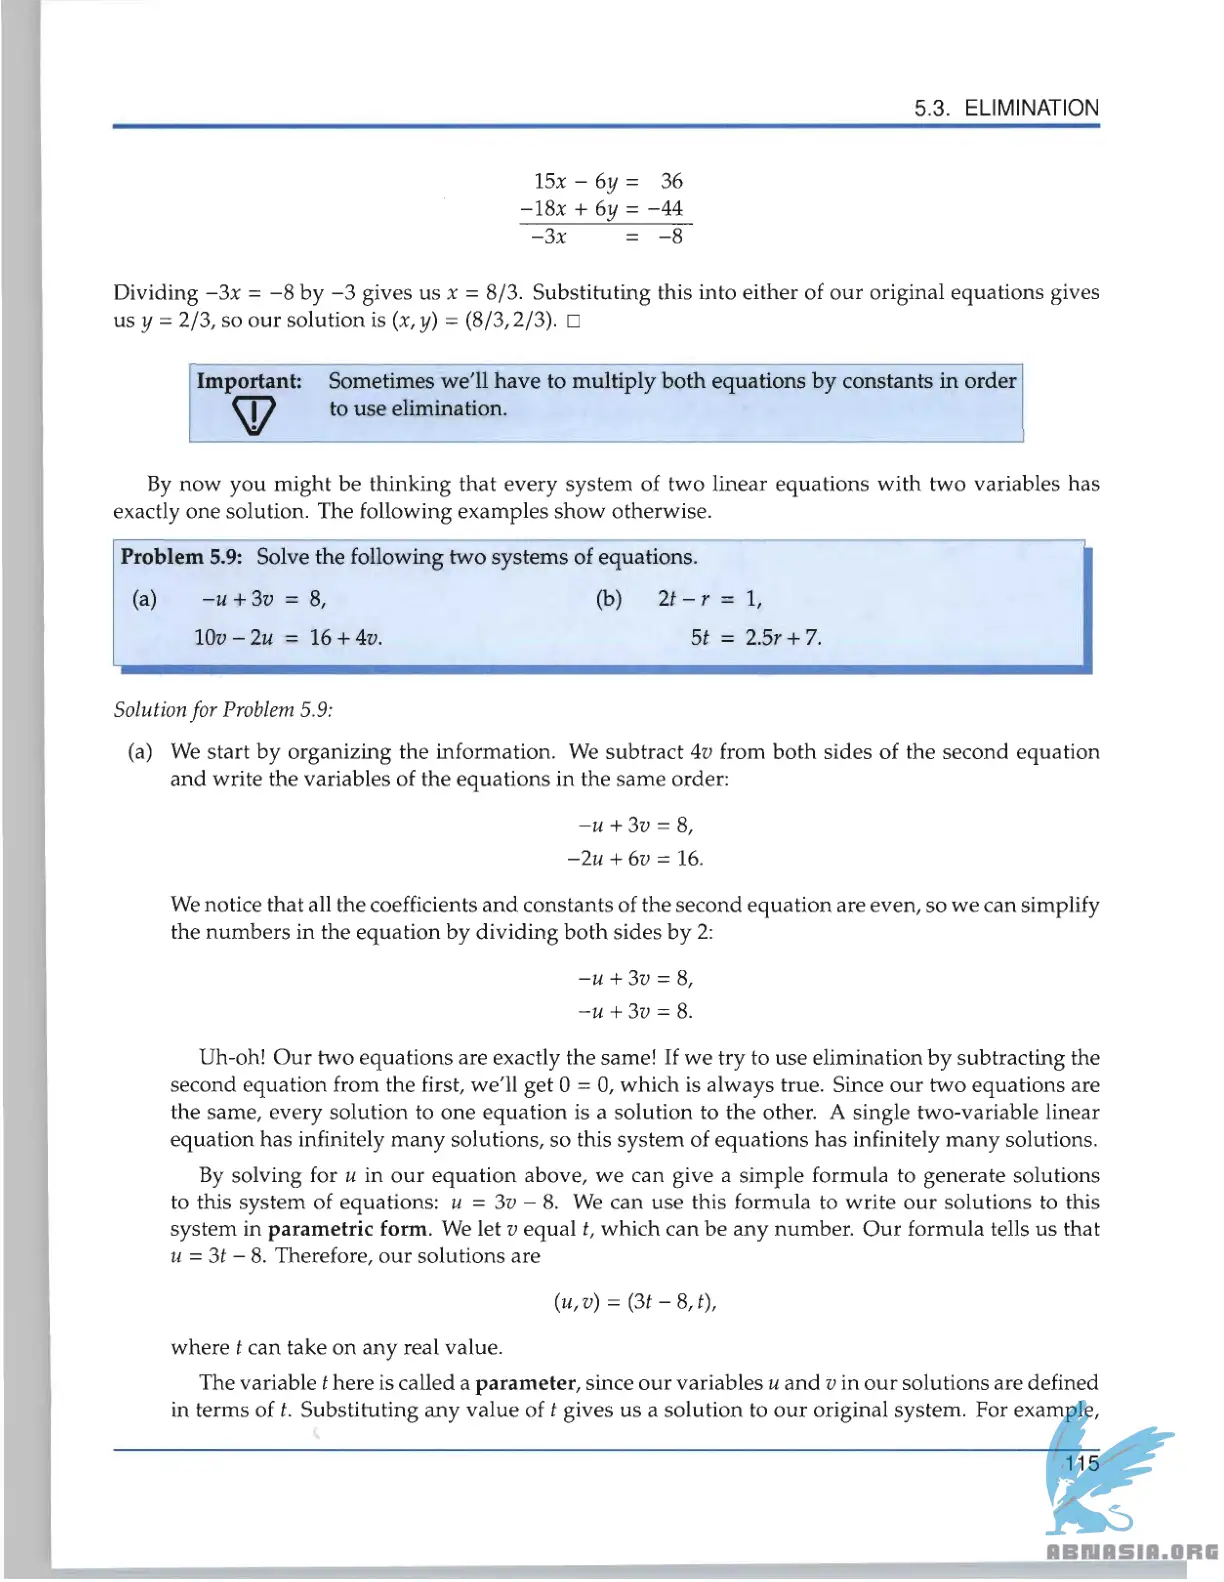 5.3. ELIMINATION
15x − 6y = 36
−18x + 6y = −44
−3x = −8
Dividing −3x = −8 by −3 gives us x = 8/3. Substituting this into either of our original equations gives
us y = 2/3, so our solution is (x, y) = (8/3, 2/3). □
Important: Sometimes we'll have to multiply both equations by constants in order
to use elimination.
By now you might be thinking that every system of two linear equations with two variables has
exactly one solution. The following examples show otherwise.
Problem 5.9: Solve the following two systems of equations.
(a) −u + 3v = 8, (b) 2t − r = 1,
10v − 2u = 16 + 4v. 5t = 2.5r + 7.
Solution for Problem 5.9:
(a) We start by organizing the information. We subtract 4v from both sides of the second equation
and write the variables of the equations in the same order:
−u + 3v = 8,
−2u + 6v = 16.
We notice that all the coefficients and constants of the second equation are even, so we can simplify
the numbers in the equation by dividing both sides by 2:
−u + 3v = 8,
−u + 3v = 8.
Uh-oh! Our two equations are exactly the same! If we try to use elimination by subtracting the
second equation from the first, we'll get 0 = 0, which is always true. Since our two equations are
the same, every solution to one equation is a solution to the other. A single two-variable linear
equation has infinitely many solutions, so this system of equations has infinitely many solutions.
By solving for u in our equation above, we can give a simple formula to generate solutions
to this system of equations: u = 3v − 8. We can use this formula to write our solutions to this
system in parametric form. We let v equal t, which can be any number. Our formula tells us that
u = 3t − 8. Therefore, our solutions are
(u, v) = (3t − 8, t),
where t can take on any real value.
The variable t here is called a parameter, since our variables u and v in our solutions are defined
in terms of t. Substituting any value of t gives us a solution to our original system. For example,
115
ABNASIA.ORG